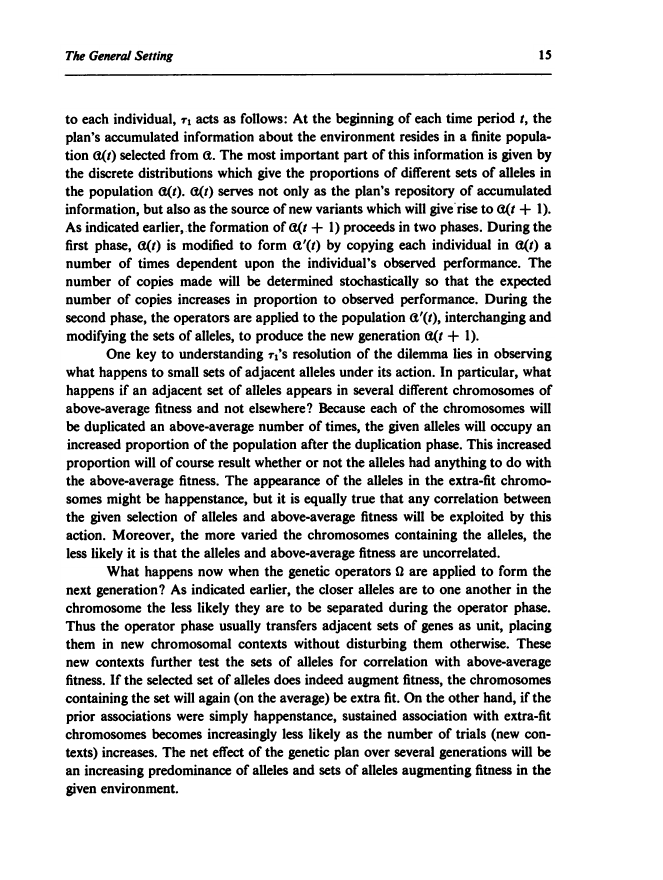 The General Setting 15
to each individual, τ₁ acts as follows: At the beginning of each time period t, the
plan's accumulated information about the environment resides in a finite popula-
tion 𝒜(t) selected from 𝒜. The most important part of this information is given by
the discrete distributions which give the proportions of different sets of alleles in
the population 𝒜(t). 𝒜(t) serves not only as the plan's repository of accumulated
information, but also as the source of new variants which will give rise to 𝒜(t + 1).
As indicated earlier, the formation of 𝒜(t + 1) proceeds in two phases. During the
first phase, 𝒜(t) is modified to form 𝒜′(t) by copying each individual in 𝒜(t) a
number of times dependent upon the individual's observed performance. The
number of copies made will be determined stochastically so that the expected
number of copies increases in proportion to observed performance. During the
second phase, the operators are applied to the population 𝒜′(t), interchanging and
modifying the sets of alleles, to produce the new generation 𝒜(t + 1).
One key to understanding τ₁'s resolution of the dilemma lies in observing
what happens to small sets of adjacent alleles under its action. In particular, what
happens if an adjacent set of alleles appears in several different chromosomes of
above-average fitness and not elsewhere? Because each of the chromosomes will
be duplicated an above-average number of times, the given alleles will occupy an
increased proportion of the population after the duplication phase. This increased
proportion will of course result whether or not the alleles had anything to do with
the above-average fitness. The appearance of the alleles in the extra-fit chromo-
somes might be happenstance, but it is equally true that any correlation between
the given selection of alleles and above-average fitness will be exploited by this
action. Moreover, the more varied the chromosomes containing the alleles, the
less likely it is that the alleles and above-average fitness are uncorrelated.
What happens now when the genetic operators Ω are applied to form the
next generation? As indicated earlier, the closer alleles are to one another in the
chromosome the less likely they are to be separated during the operator phase.
Thus the operator phase usually transfers adjacent sets of genes as unit, placing
them in new chromosomal contexts without disturbing them otherwise. These
new contexts further test the sets of alleles for correlation with above-average
fitness. If the selected set of alleles does indeed augment fitness, the chromosomes
containing the set will again (on the average) be extra fit. On the other hand, if the
prior associations were simply happenstance, sustained association with extra-fit
chromosomes becomes increasingly less likely as the number of trials (new con-
texts) increases. The net effect of the genetic plan over several generations will be
an increasing predominance of alleles and sets of alleles augmenting fitness in the
given environment.